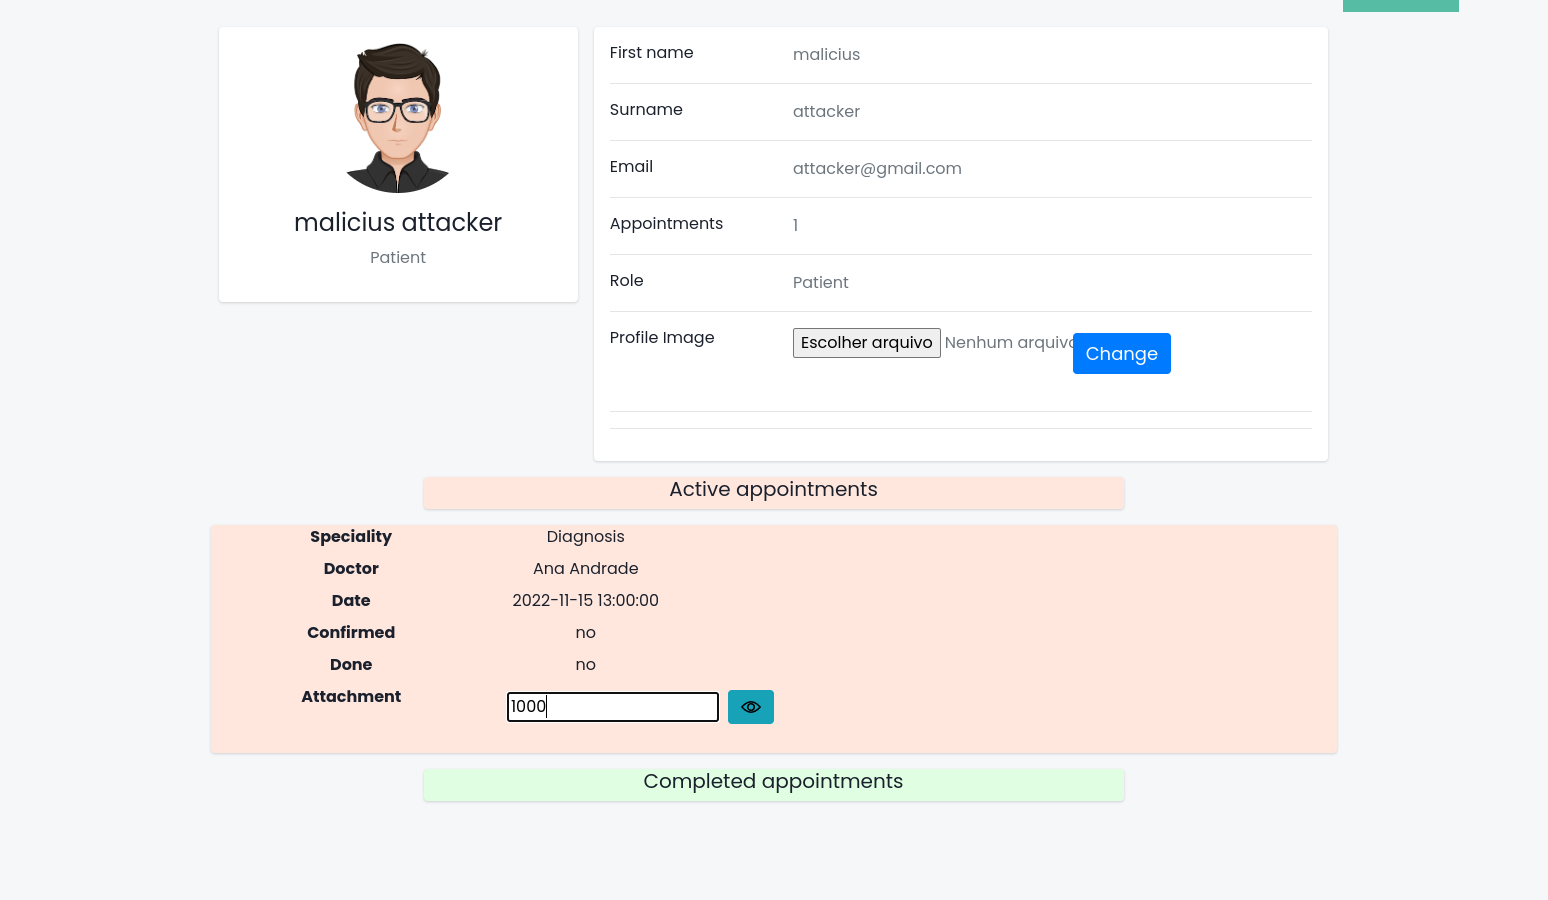 malicius attacker
Patient
First name malicius
Surname attacker
Email attacker@gmail.com
Appointments 1
Role Patient
Profile Image Escolher arquivo Nenhum arquivo Change
Active appointments
Speciality Diagnosis
Doctor Ana Andrade
Date 2022-11-15 13:00:00
Confirmed no
Done no
Attachment 1000
Completed appointments